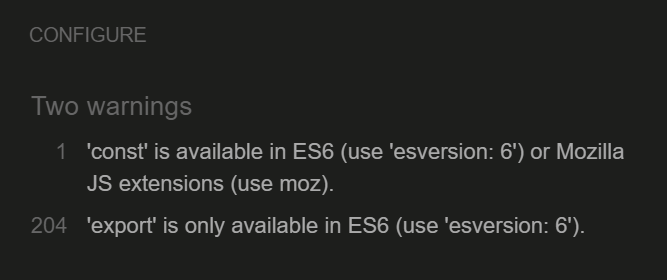 CONFIGURE
Two warnings
1 'const' is available in ES6 (use 'esversion: 6') or Mozilla
JS extensions (use moz).
204 'export' is only available in ES6 (use 'esversion: 6').